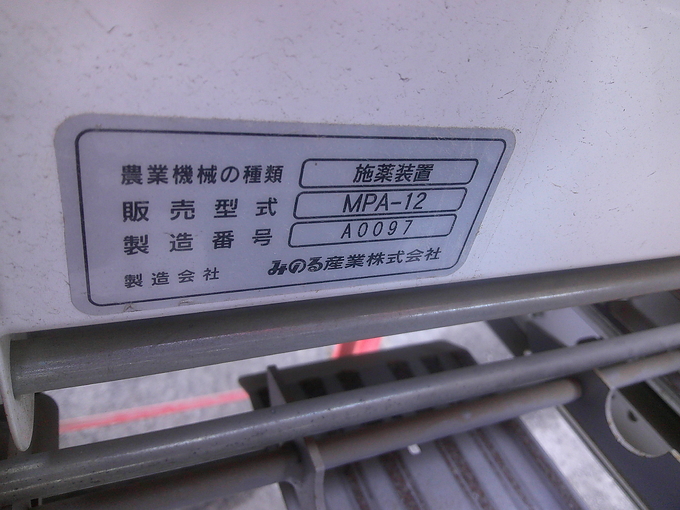 農業機械の種類 施薬装置
販売型式 MPA-12
製造番号 A0097
製造会社 みのる産業株式会社